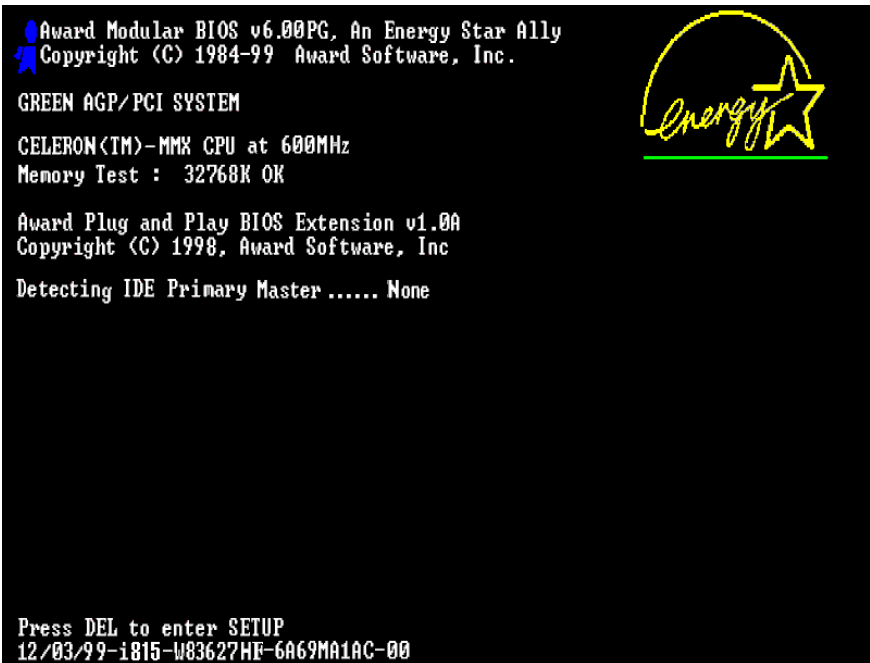 Award Modular BIOS v6.00PG, An Energy Star Ally
Copyright (C) 1984-99 Award Software, Inc.
energy
GREEN AGP/PCI SYSTEM
CELERON(TM)-MMX CPU at 600MHz
Memory Test : 32768K OK
Award Plug and Play BIOS Extension v1.0A
Copyright (C) 1998, Award Software, Inc
Detecting IDE Primary Master ...... None
Press DEL to enter SETUP
12/03/99-i815-W83627HF-6A69MA1AC-00